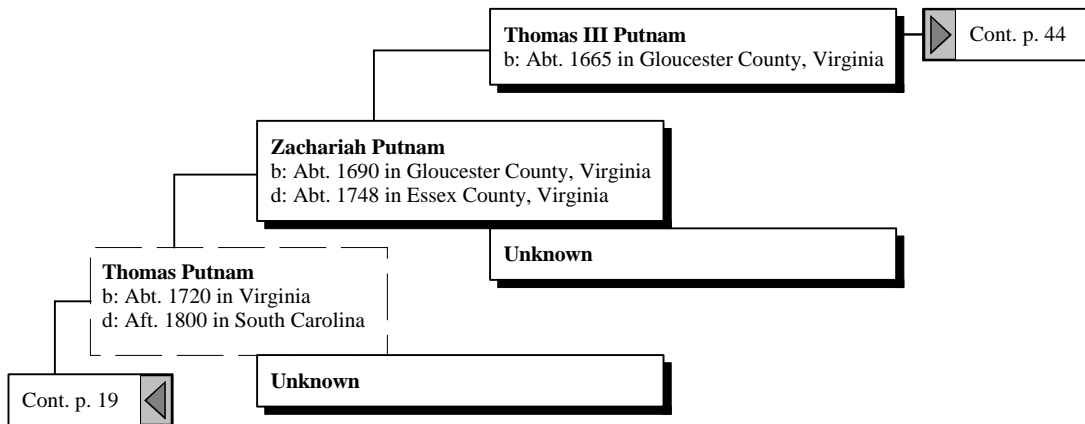 Thomas III Putnam
b: Abt. 1665 in Gloucester County, Virginia
Cont. p. 44
Zachariah Putnam
b: Abt. 1690 in Gloucester County, Virginia
d: Abt. 1748 in Essex County, Virginia
Unknown
Thomas Putnam
b: Abt. 1720 in Virginia
d: Aft. 1800 in South Carolina
Unknown
Cont. p. 19